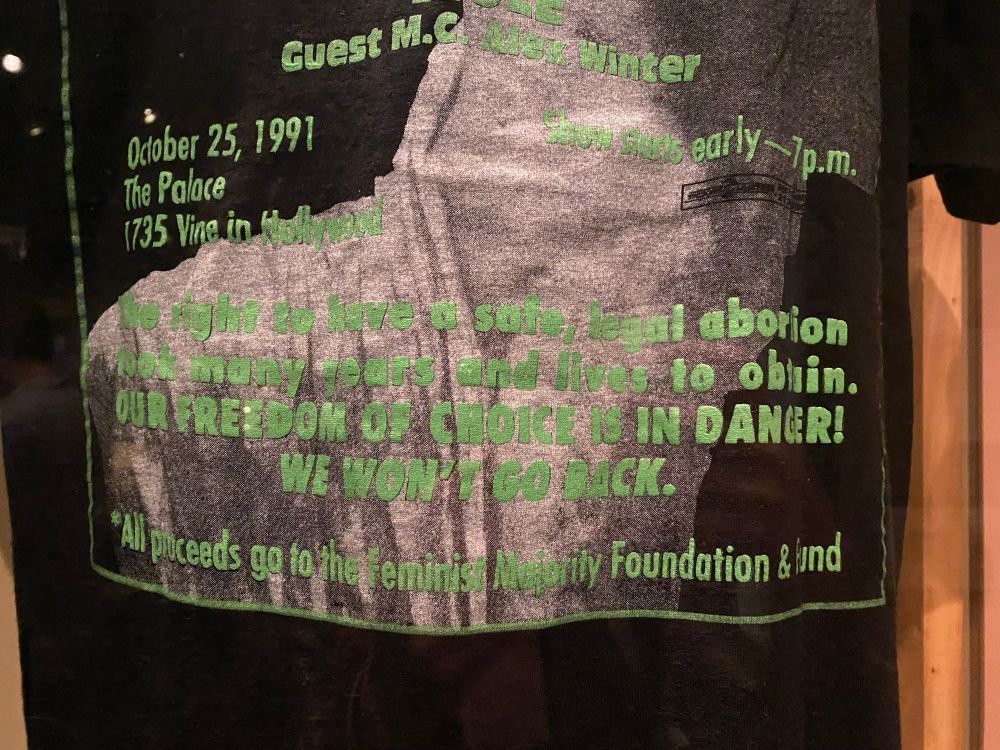 Guest M.C. Alex Winter
October 25, 1991
The Palace
1735 Vine in Hollywood
Show starts early—7p.m.
The right to have a safe, legal abortion
took many years and lives to obtain.
OUR FREEDOM OF CHOICE IS IN DANGER!
WE WON'T GO BACK.
*All proceeds go to the Feminist Majority Foundation & Fund